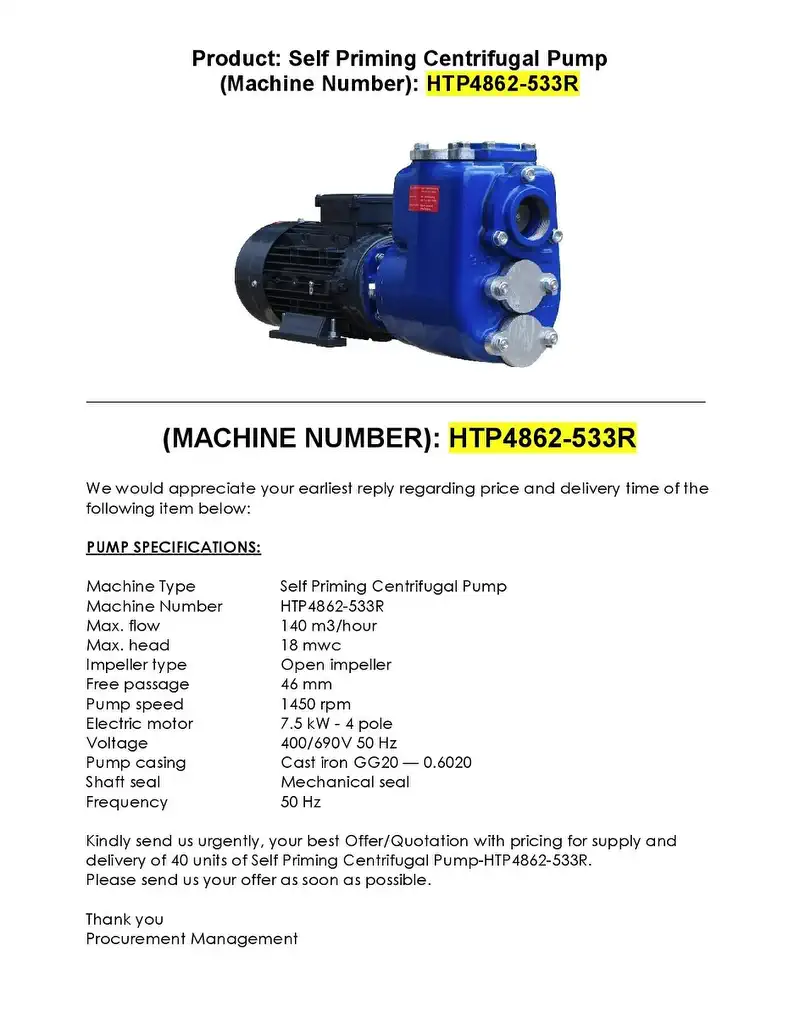 Product: Self Priming Centrifugal Pump
(Machine Number): HTP4862-533R
(MACHINE NUMBER): HTP4862-533R
We would appreciate your earliest reply regarding price and delivery time of the
following item below:
PUMP SPECIFICATIONS:
Machine Type Self Priming Centrifugal Pump
Machine Number HTP4862-533R
Max. flow 140 m3/hour
Max. head 18 mwc
Impeller type Open impeller
Free passage 46 mm
Pump speed 1450 rpm
Electric motor 7.5 kW - 4 pole
Voltage 400/690V 50 Hz
Pump casing Cast iron GG20 — 0.6020
Shaft seal Mechanical seal
Frequency 50 Hz
Kindly send us urgently, your best Offer/Quotation with pricing for supply and
delivery of 40 units of Self Priming Centrifugal Pump-HTP4862-533R.
Please send us your offer as soon as possible.
Thank you
Procurement Management